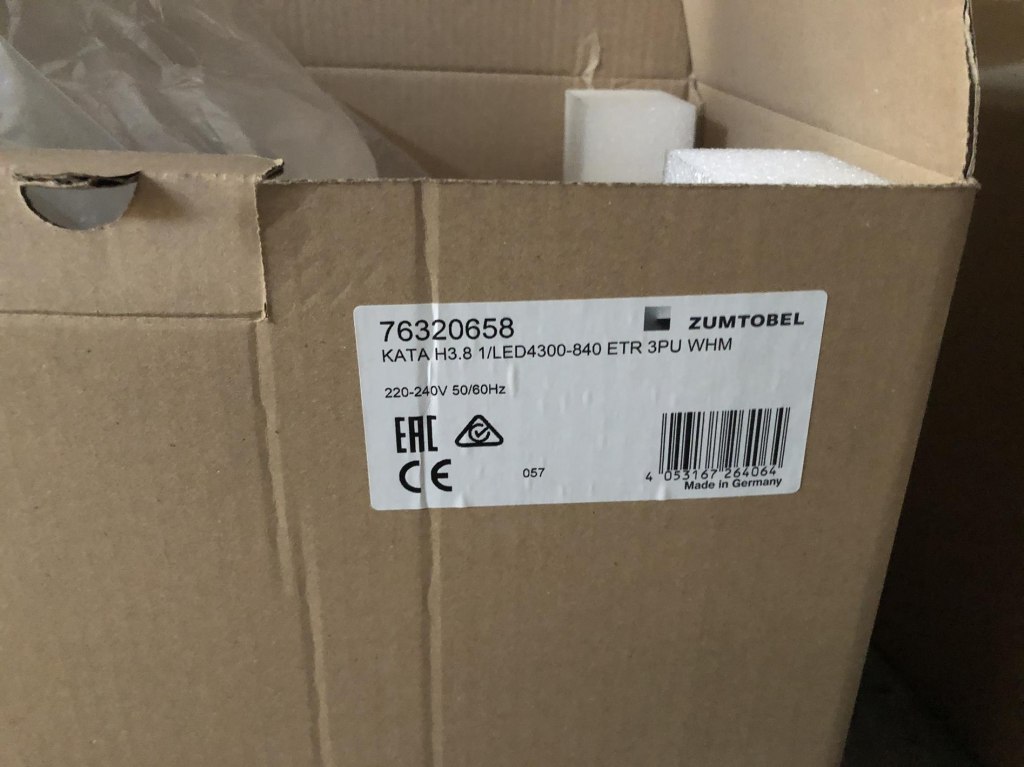 76320658
ZUMTOBEL
KATA H3.8 1/LED4300-840 ETR 3PU WHM
220-240V 50/60Hz
EAC
CE
057
4 053167 264064
Made in Germany